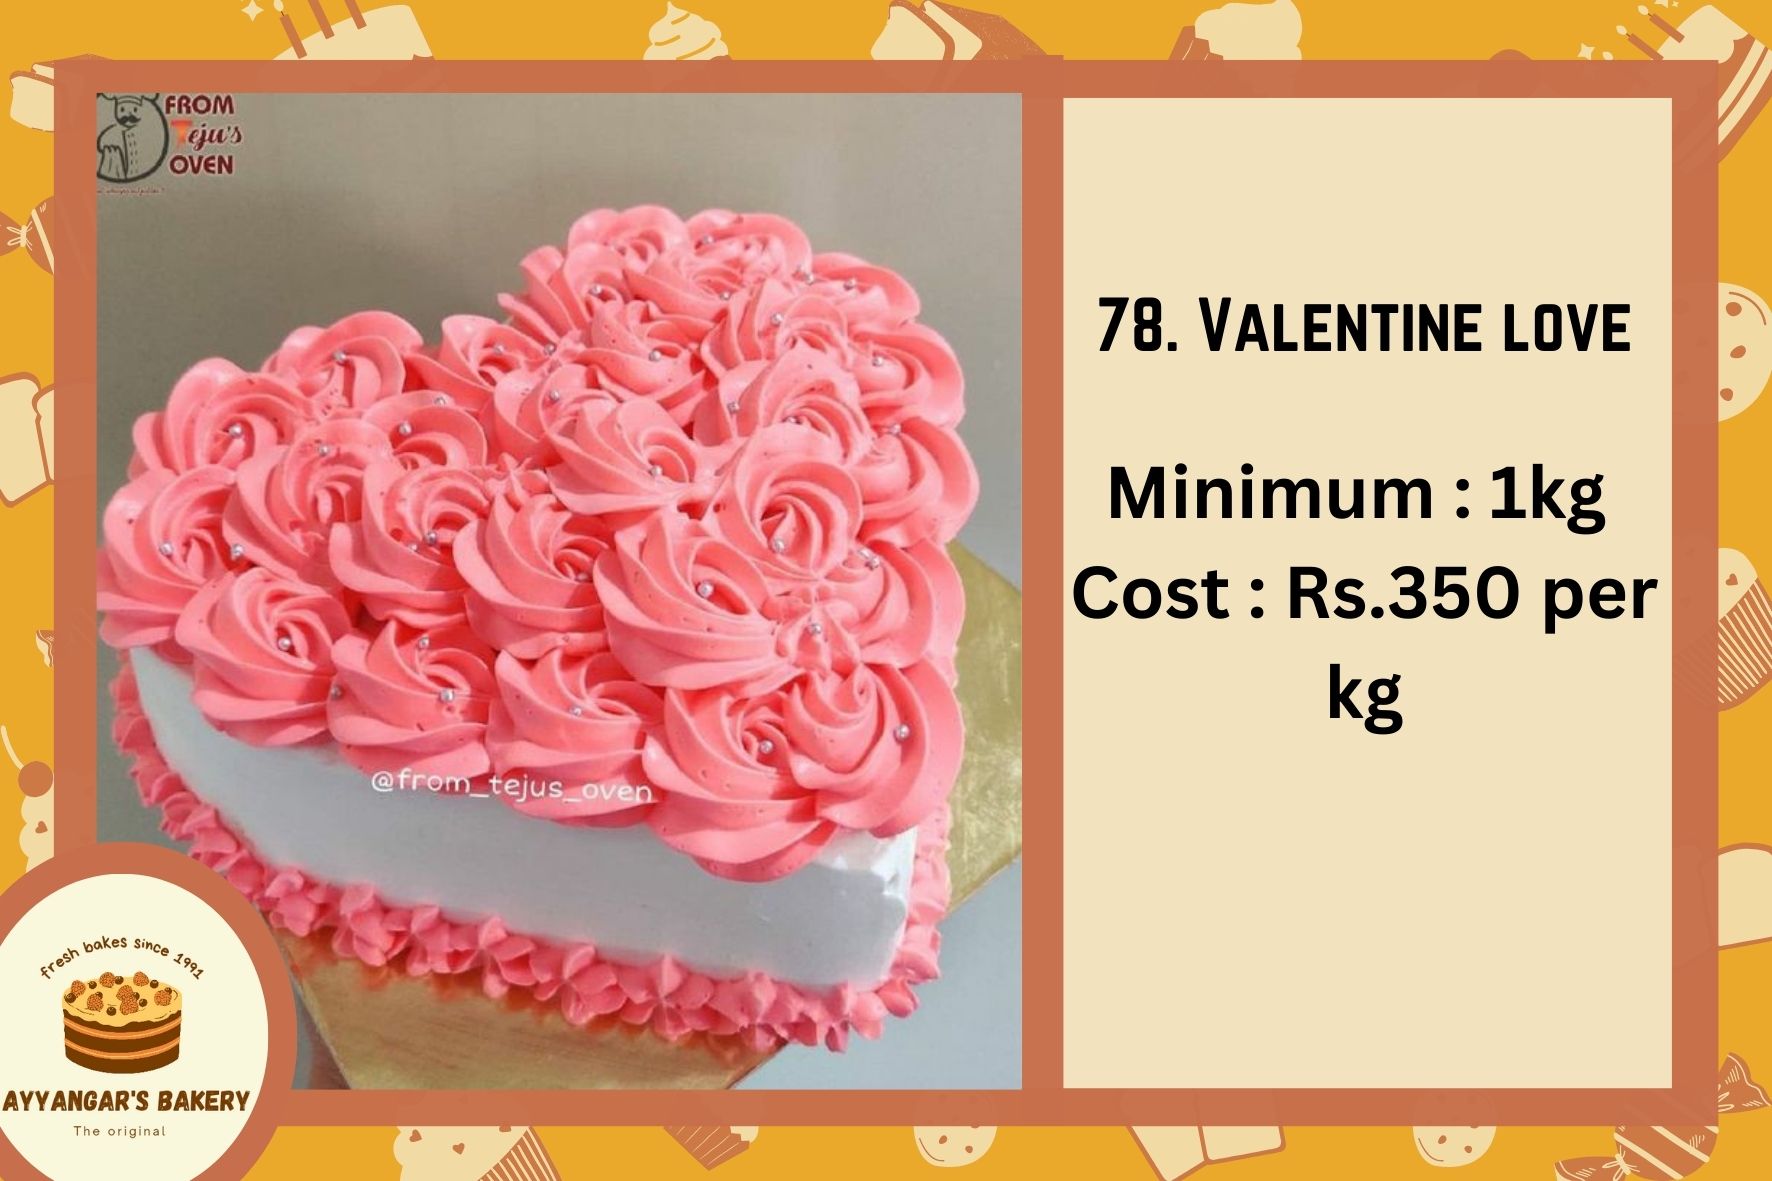 FROM
Teju's
OVEN
78. VALENTINE LOVE
Minimum : 1kg
Cost : Rs.350 per
kg
@from_tejus_oven
fresh bakes since 1991
AYYANGAR'S BAKERY
The original